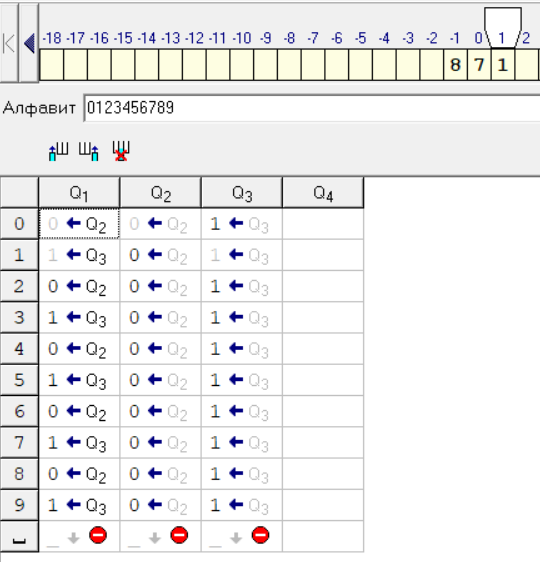 -18 -17 -16 -15 -14 -13 -12 -11 -10 -9 -8 -7 -6 -5 -4 -3 -2 -1 0 1 2
8 7 1
Алфавит 0123456789
Q1 Q2 Q3 Q4
0 0 ← Q2 0 ← Q2 1 ← Q3
1 1 ← Q3 0 ← Q2 1 ← Q3
2 0 ← Q2 0 ← Q2 1 ← Q3
3 1 ← Q3 0 ← Q2 1 ← Q3
4 0 ← Q2 0 ← Q2 1 ← Q3
5 1 ← Q3 0 ← Q2 1 ← Q3
6 0 ← Q2 0 ← Q2 1 ← Q3
7 1 ← Q3 0 ← Q2 1 ← Q3
8 0 ← Q2 0 ← Q2 1 ← Q3
9 1 ← Q3 0 ← Q2 1 ← Q3
␣ _ ↓ _ ↓ _ ↓